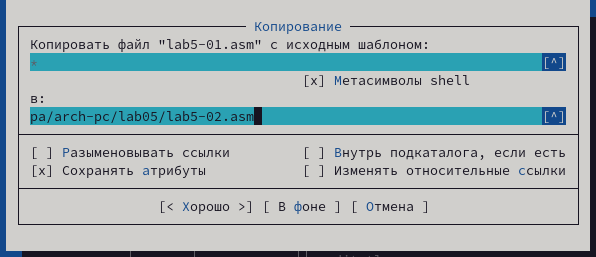 Копирование
Копировать файл "lab5-01.asm" с исходным шаблоном:
* [^]
[x] Метасимволы shell
в:
pa/arch-pc/lab05/lab5-02.asm [^]
[ ] Разыменовывать ссылки [ ] Внутрь подкаталога, если есть
[x] Сохранять атрибуты [ ] Изменять относительные ссылки
[< Хорошо >] [ В фоне ] [ Отмена ]